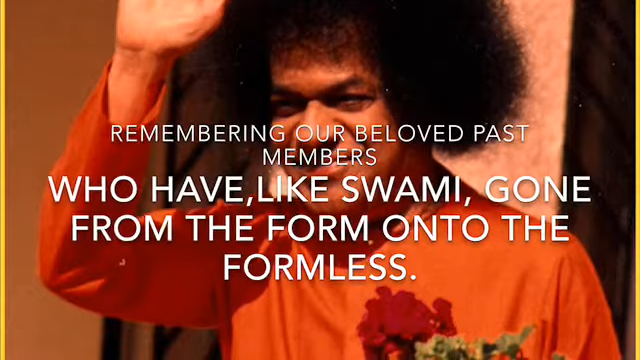 REMEMBERING OUR BELOVED PAST
MEMBERS
WHO HAVE,LIKE SWAMI, GONE
FROM THE FORM ONTO THE
FORMLESS.